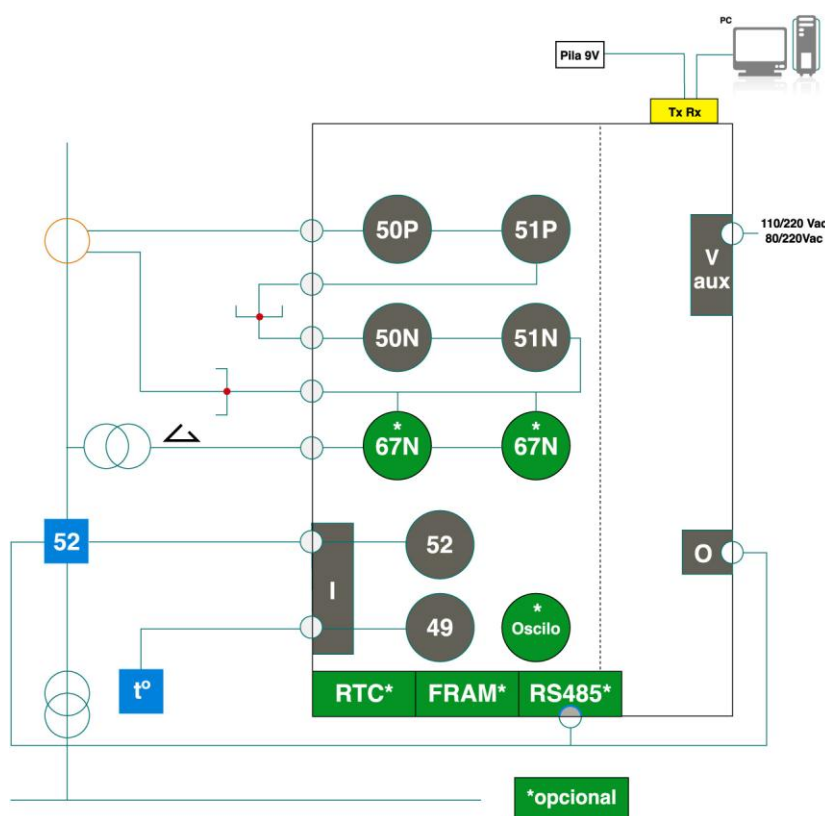 PC
Pila 9V
Tx Rx
50P
51P
110/220 Vac
80/220Vac
V
aux
50N
51N
*
67N
*
67N
52
52
O
I
49
*
Oscilo
tº
RTC*
FRAM*
RS485*
*opcional